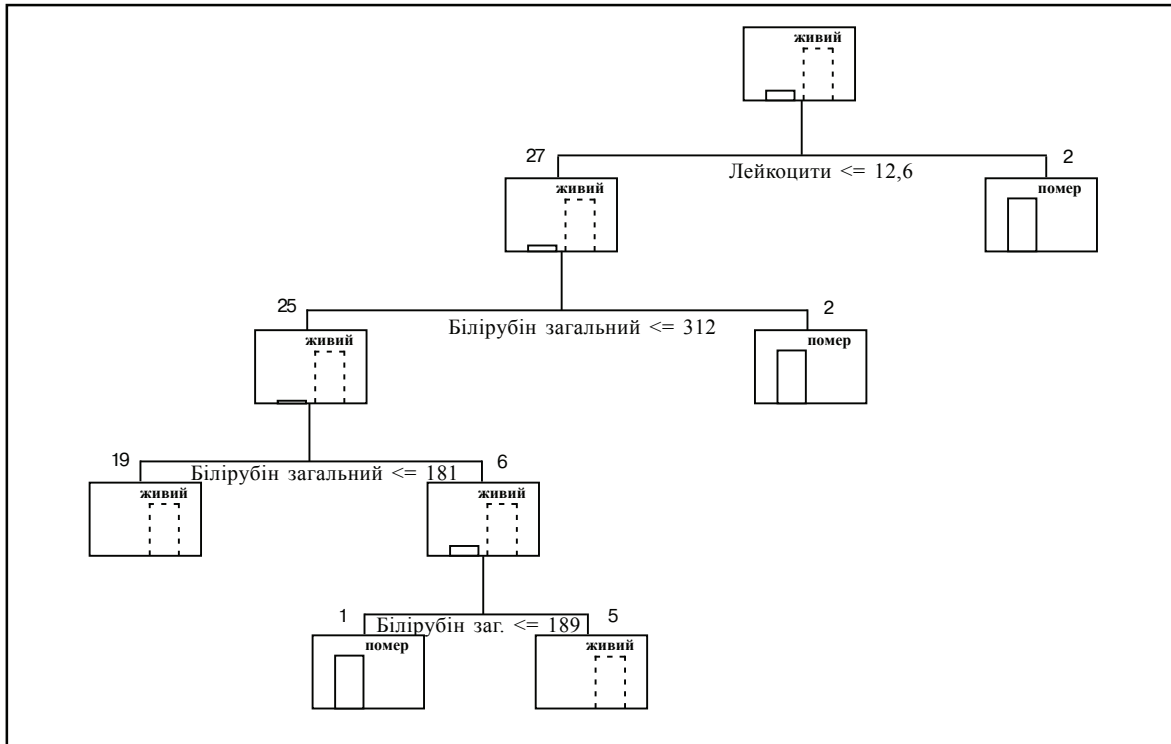 живий
27
2
Лейкоцити <= 12,6
живий
помер
25
2
Білірубін загальний <= 312
живий
помер
19
6
Білірубін загальний <= 181
живий
живий
1
5
Білірубін заг. <= 189
помер
живий